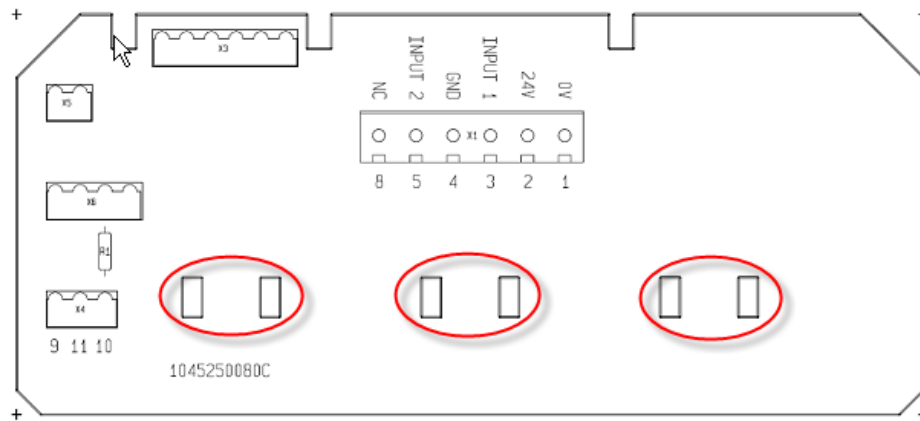 X3
INPUT 2
INPUT 1
NC
GND
24V
0V
X5
X1
8 5 4 3 2 1
X6
R1
X4
9 11 10
1045250080C